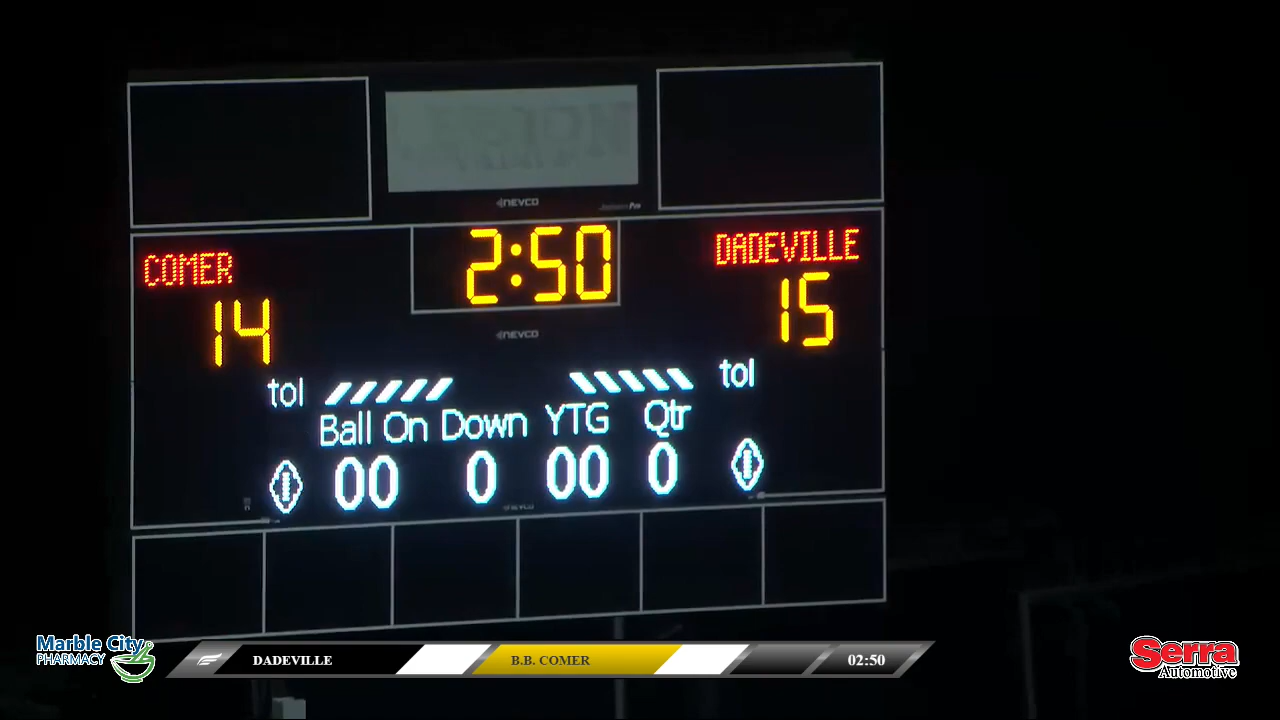 NEVCO
2:50
COMER
DADEVILLE
14
15
NEVCO
tol
tol
Ball On Down YTG Qtr
00 0 00 0
NEVCO
Marble City
PHARMACY
DADEVILLE
B.B. COMER
02:50
Serra
Automotive